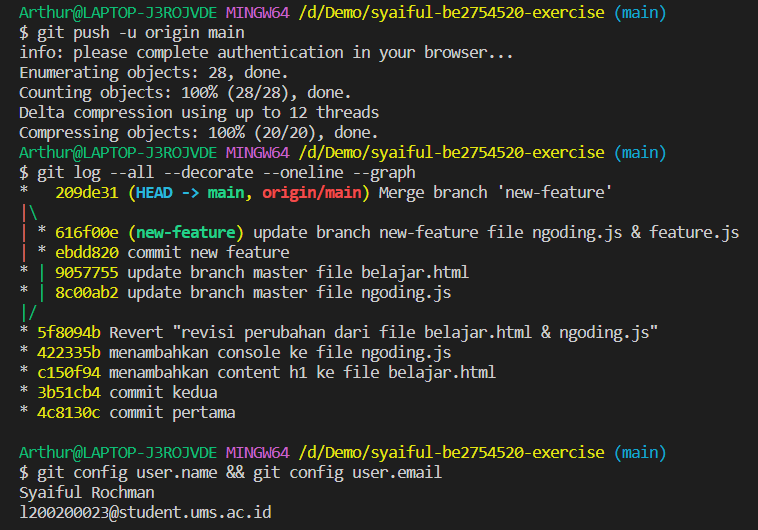 Arthur@LAPTOP-J3ROJVDE MINGW64 /d/Demo/syaiful-be2754520-exercise (main)
$ git push -u origin main
info: please complete authentication in your browser...
Enumerating objects: 28, done.
Counting objects: 100% (28/28), done.
Delta compression using up to 12 threads
Compressing objects: 100% (20/20), done.
Arthur@LAPTOP-J3ROJVDE MINGW64 /d/Demo/syaiful-be2754520-exercise (main)
$ git log --all --decorate --oneline --graph
*   209de31 (HEAD -> main, origin/main) Merge branch 'new-feature'
|\
| * 616f00e (new-feature) update branch new-feature file ngoding.js & feature.js
| * ebdd820 commit new feature
* | 9057755 update branch master file belajar.html
* | 8c00ab2 update branch master file ngoding.js
|/
* 5f8094b Revert "revisi perubahan dari file belajar.html & ngoding.js"
* 422335b menambahkan console ke file ngoding.js
* c150f94 menambahkan content h1 ke file belajar.html
* 3b51cb4 commit kedua
* 4c8130c commit pertama
Arthur@LAPTOP-J3ROJVDE MINGW64 /d/Demo/syaiful-be2754520-exercise (main)
$ git config user.name && git config user.email
Syaiful Rochman
l200200023@student.ums.ac.id